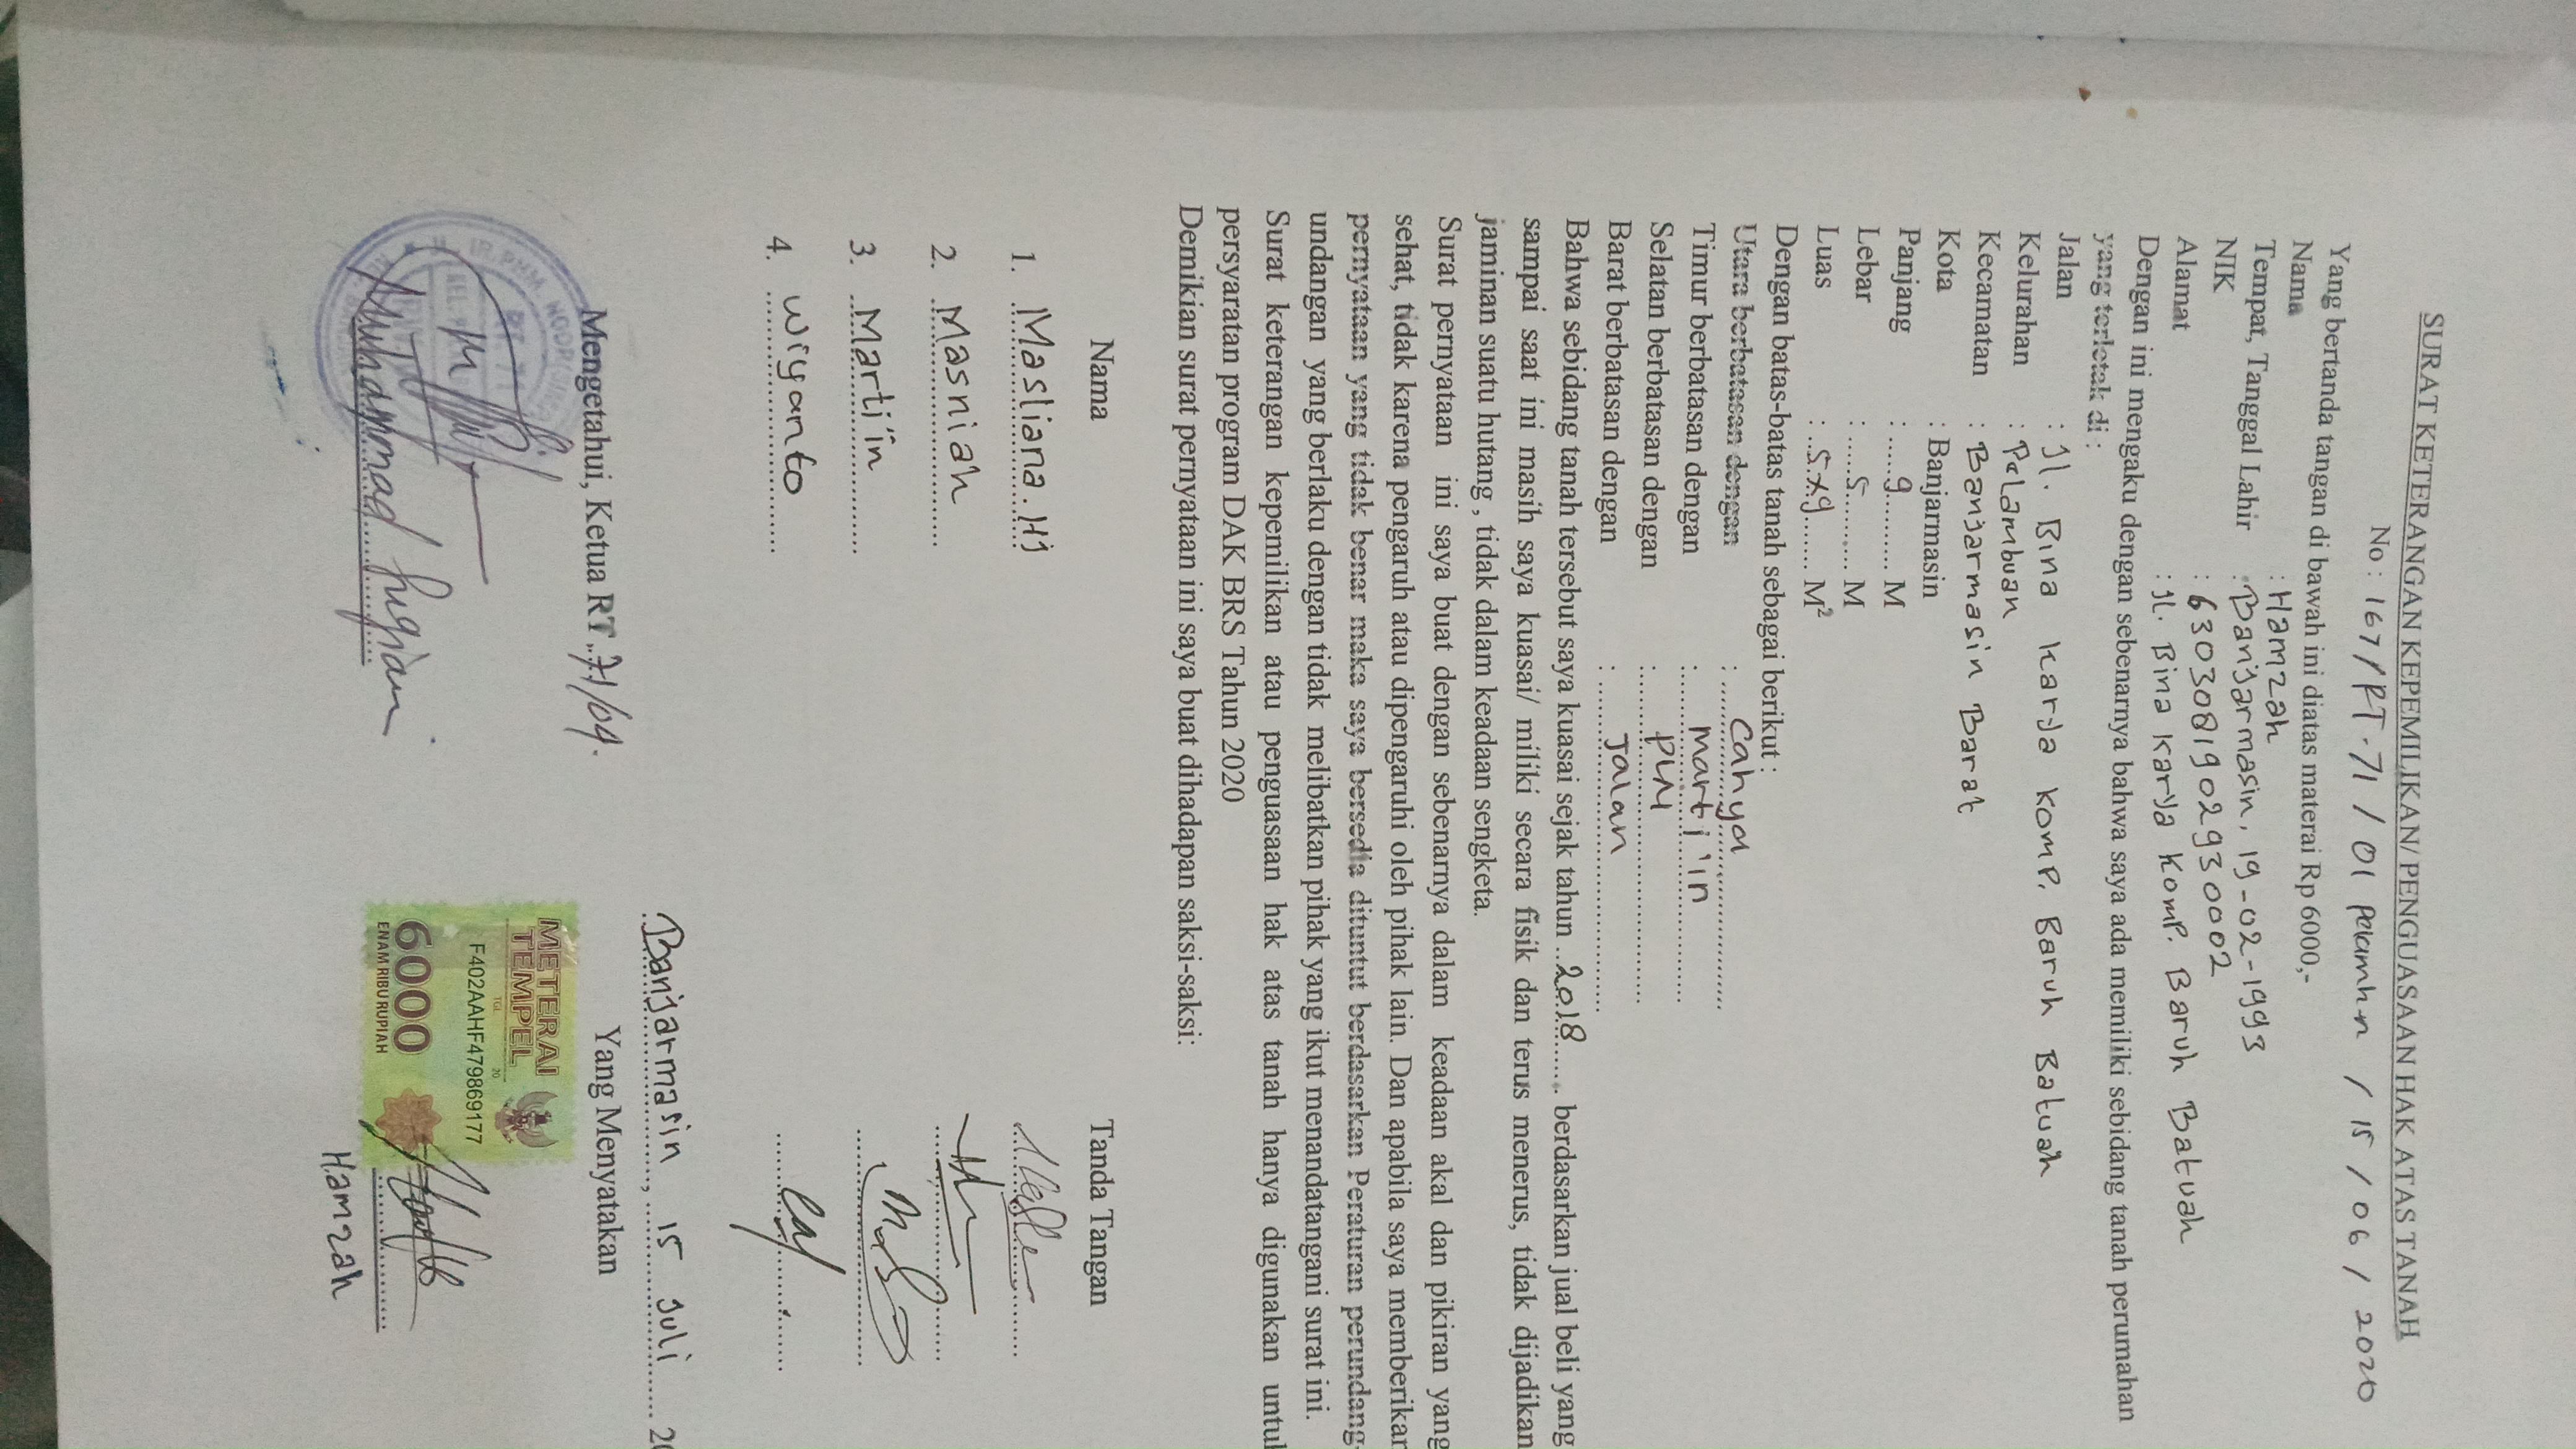 SURAT KETERANGAN KEPEMILIKAN/ PENGUASAAN HAK ATAS TANAH
No : 167 / RT. 71 / 01 / 15 / 06 / 2020
Yang bertanda tangan di bawah ini diatas materai Rp 6000,-
Nama : Hamzah
Tempat, Tanggal Lahir : Banjarmasin, 19-02-1993
NIK : 6303081902930002
Alamat : Jl. Bina Karya Komp. Baruh Batuah
Dengan ini mengaku dengan sebenarnya bahwa saya ada memiliki sebidang tanah perumahan
yang terletak di :
Jalan : Jl. Bina Karya Komp. Baruh Batuah
Kelurahan : Pelambuan
Kecamatan : Banjarmasin Barat
Kota : Banjarmasin
Panjang : ......9......... M
Lebar : ......5......... M
Luas : ...5x9...... M²
Dengan batas-batas tanah sebagai berikut :
Utara berbatasan dengan : Cahya
Timur berbatasan dengan : Marti'in
Selatan berbatasan dengan :
Barat berbatasan dengan : Jalan
Bahwa sebidang tanah tersebut saya kuasai sejak tahun ..2018...... berdasarkan jual beli yang
sampai saat ini masih saya kuasai/ miliki secara fisik dan terus menerus, tidak dijadikan
jaminan suatu hutang , tidak dalam keadaan sengketa.
Surat pernyataan ini saya buat dengan sebenarnya dalam keadaan akal dan pikiran yang
sehat, tidak karena pengaruh atau dipengaruhi oleh pihak lain. Dan apabila saya memberikan
pernyataan yang tidak benar maka saya bersedia dituntut berdasarkan Peraturan perundang-
undangan yang berlaku dengan tidak melibatkan pihak yang ikut menandatangani surat ini.
Surat keterangan kepemilikan atau penguasaan hak atas tanah hanya digunakan untuk
persyaratan program DAK BRS Tahun 2020
Demikian surat pernyataan ini saya buat dihadapan saksi-saksi:
Nama Tanda Tangan
1. Masliana. Hj
2. Masniah
3. Marti'in
4. Wiyanto
Banjarmasin, 15 Juli 20
Mengetahui, Ketua RT 71/04. Yang Menyatakan
METERAI
TEMPEL
TGL 20
F402AAHF479869177
6000
ENAM RIBU RUPIAH
RT 71
Muhammad
Hamzah